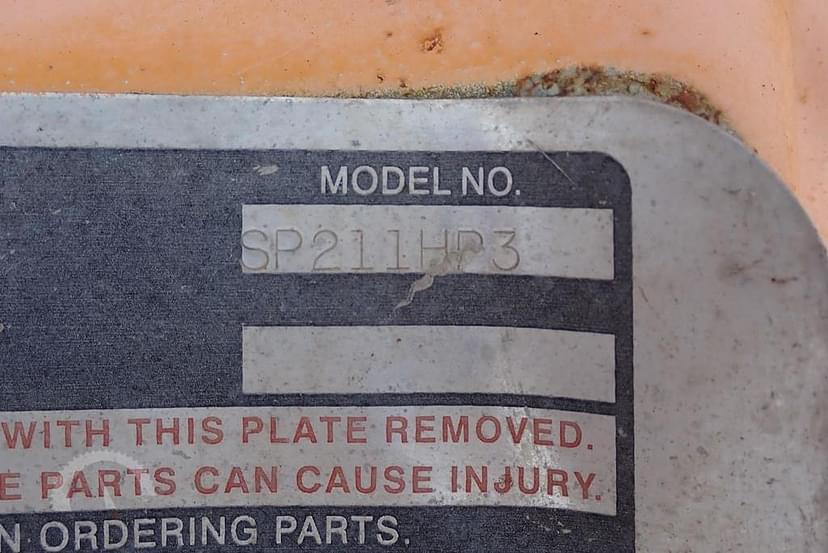 MODEL NO.
SP211HP3
WITH THIS PLATE REMOVED.
E PARTS CAN CAUSE INJURY.
N ORDERING PARTS.